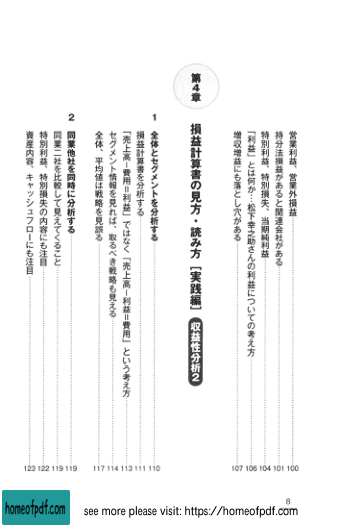 営業利益、営業外損益 100
持分法損益があると関連会社がある 101
特別利益、特別損失、当期純利益 104
「利益」とは何か…松下幸之助さんの利益についての考え方 106
増収増益にも落とし穴がある 107
第4章 損益計算書の見方・読み方[実践編] 収益性分析2
1 全体とセグメントを分析する 110
損益計算書を分析する 111
「売上高ー費用=利益」ではなく「売上高ー利益=費用」という考え方 113
セグメント情報を見れば、取るべき戦略も見える 114
全体、平均値は戦略を見誤る 117
2 同業他社を同時に分析する 119
同業二社を比較して見えてくること 119
特別利益、特別損失の内容にも注目 122
資産内容、キャッシュフローにも注目 123
8
homeofpdf.com
see more please visit: https://homeofpdf.com